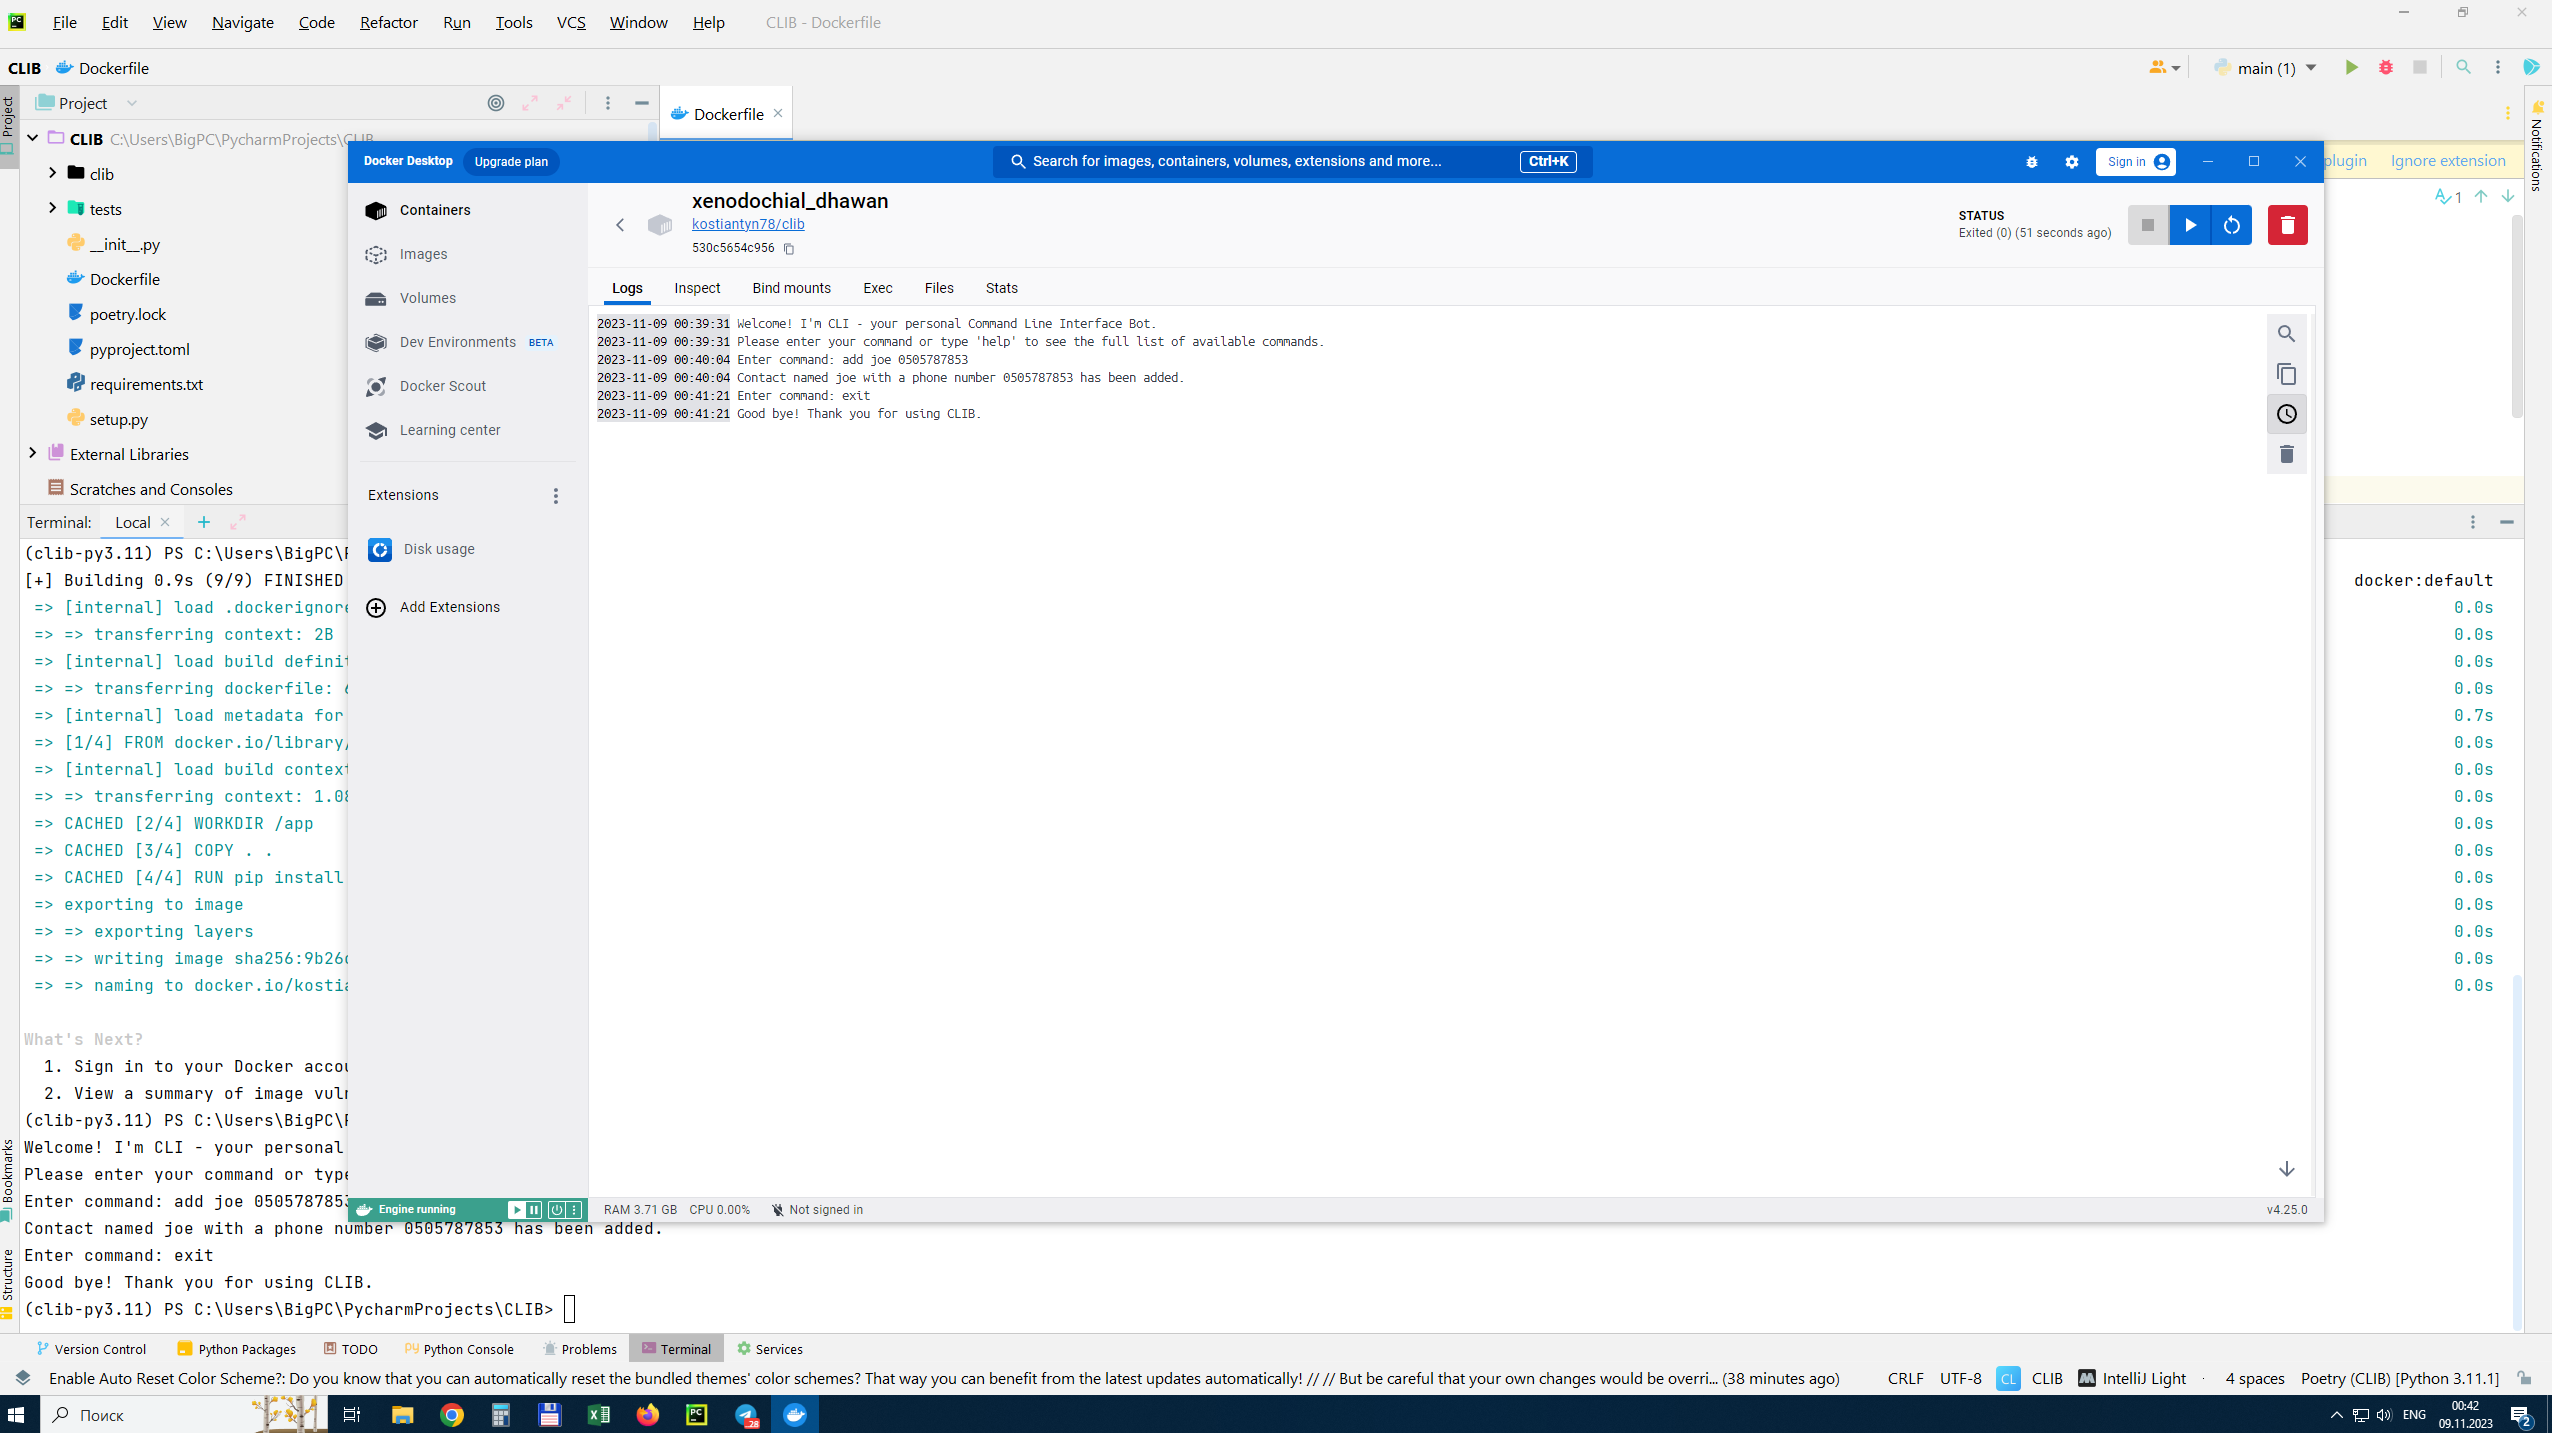 File Edit View Navigate Code Refactor Run Tools VCS Window Help CLIB - Dockerfile
CLIB Dockerfile main (1)
Project
Dockerfile
Project
Notifications
CLIB C:\Users\BigPC\PycharmProjects\CLIB
clib
tests
__init__.py
Dockerfile
poetry.lock
pyproject.toml
requirements.txt
setup.py
External Libraries
Scratches and Consoles
plugin Ignore extension
1
Docker Desktop Upgrade plan Search for images, containers, volumes, extensions and more... Ctrl+K Sign in
Containers
Images
Volumes
Dev Environments BETA
Docker Scout
Learning center
Extensions
Disk usage
Add Extensions
xenodochial_dhawan
kostiantyn78/clib
530c5654c956
STATUS
Exited (0) (51 seconds ago)
Logs Inspect Bind mounts Exec Files Stats
2023-11-09 00:39:31 Welcome! I'm CLI - your personal Command Line Interface Bot.
2023-11-09 00:39:31 Please enter your command or type 'help' to see the full list of available commands.
2023-11-09 00:40:04 Enter command: add joe 0505787853
2023-11-09 00:40:04 Contact named joe with a phone number 0505787853 has been added.
2023-11-09 00:41:21 Enter command: exit
2023-11-09 00:41:21 Good bye! Thank you for using CLIB.
Engine running RAM 3.71 GB CPU 0.00% Not signed in v4.25.0
Terminal: Local
(clib-py3.11) PS C:\Users\BigPC\
[+] Building 0.9s (9/9) FINISHED docker:default
=> [internal] load .dockerignore 0.0s
=> => transferring context: 2B 0.0s
=> [internal] load build definit 0.0s
=> => transferring dockerfile: 0.0s
=> [internal] load metadata for 0.7s
=> [1/4] FROM docker.io/library/ 0.0s
=> [internal] load build context 0.0s
=> => transferring context: 1.08 0.0s
=> CACHED [2/4] WORKDIR /app 0.0s
=> CACHED [3/4] COPY . . 0.0s
=> CACHED [4/4] RUN pip install 0.0s
=> exporting to image 0.0s
=> => exporting layers 0.0s
=> => writing image sha256:9b26 0.0s
=> => naming to docker.io/kostia 0.0s
What's Next?
1. Sign in to your Docker accou
2. View a summary of image vuln
(clib-py3.11) PS C:\Users\BigPC\
Welcome! I'm CLI - your personal
Please enter your command or type
Enter command: add joe 0505787853
Contact named joe with a phone number 0505787853 has been added.
Enter command: exit
Good bye! Thank you for using CLIB.
(clib-py3.11) PS C:\Users\BigPC\PycharmProjects\CLIB>
Bookmarks
Structure
Version Control Python Packages TODO Python Console Problems Terminal Services
Enable Auto Reset Color Scheme?: Do you know that you can automatically reset the bundled themes' color schemes? That way you can benefit from the latest updates automatically! // // But be careful that your own changes would be overri... (38 minutes ago) CRLF UTF-8 CL CLIB IntelliJ Light 4 spaces Poetry (CLIB) [Python 3.11.1]
Поиск 28 ENG 00:42
09.11.2023 2